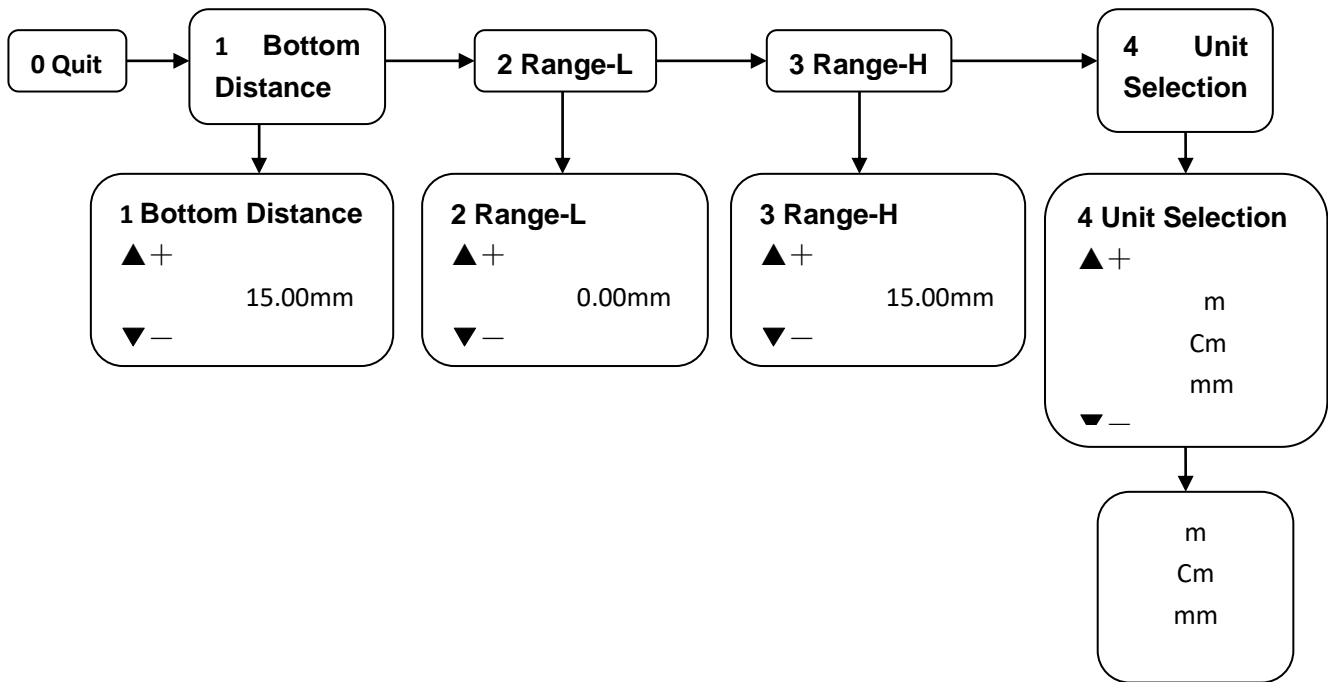 0 Quit
1 Bottom
Distance
2 Range-L
3 Range-H
4 Unit
Selection
1 Bottom Distance
▲+
15.00mm
▼—
2 Range-L
▲+
0.00mm
▼—
3 Range-H
▲+
15.00mm
▼—
4 Unit Selection
▲+
m
Cm
mm
▼—
m
Cm
mm